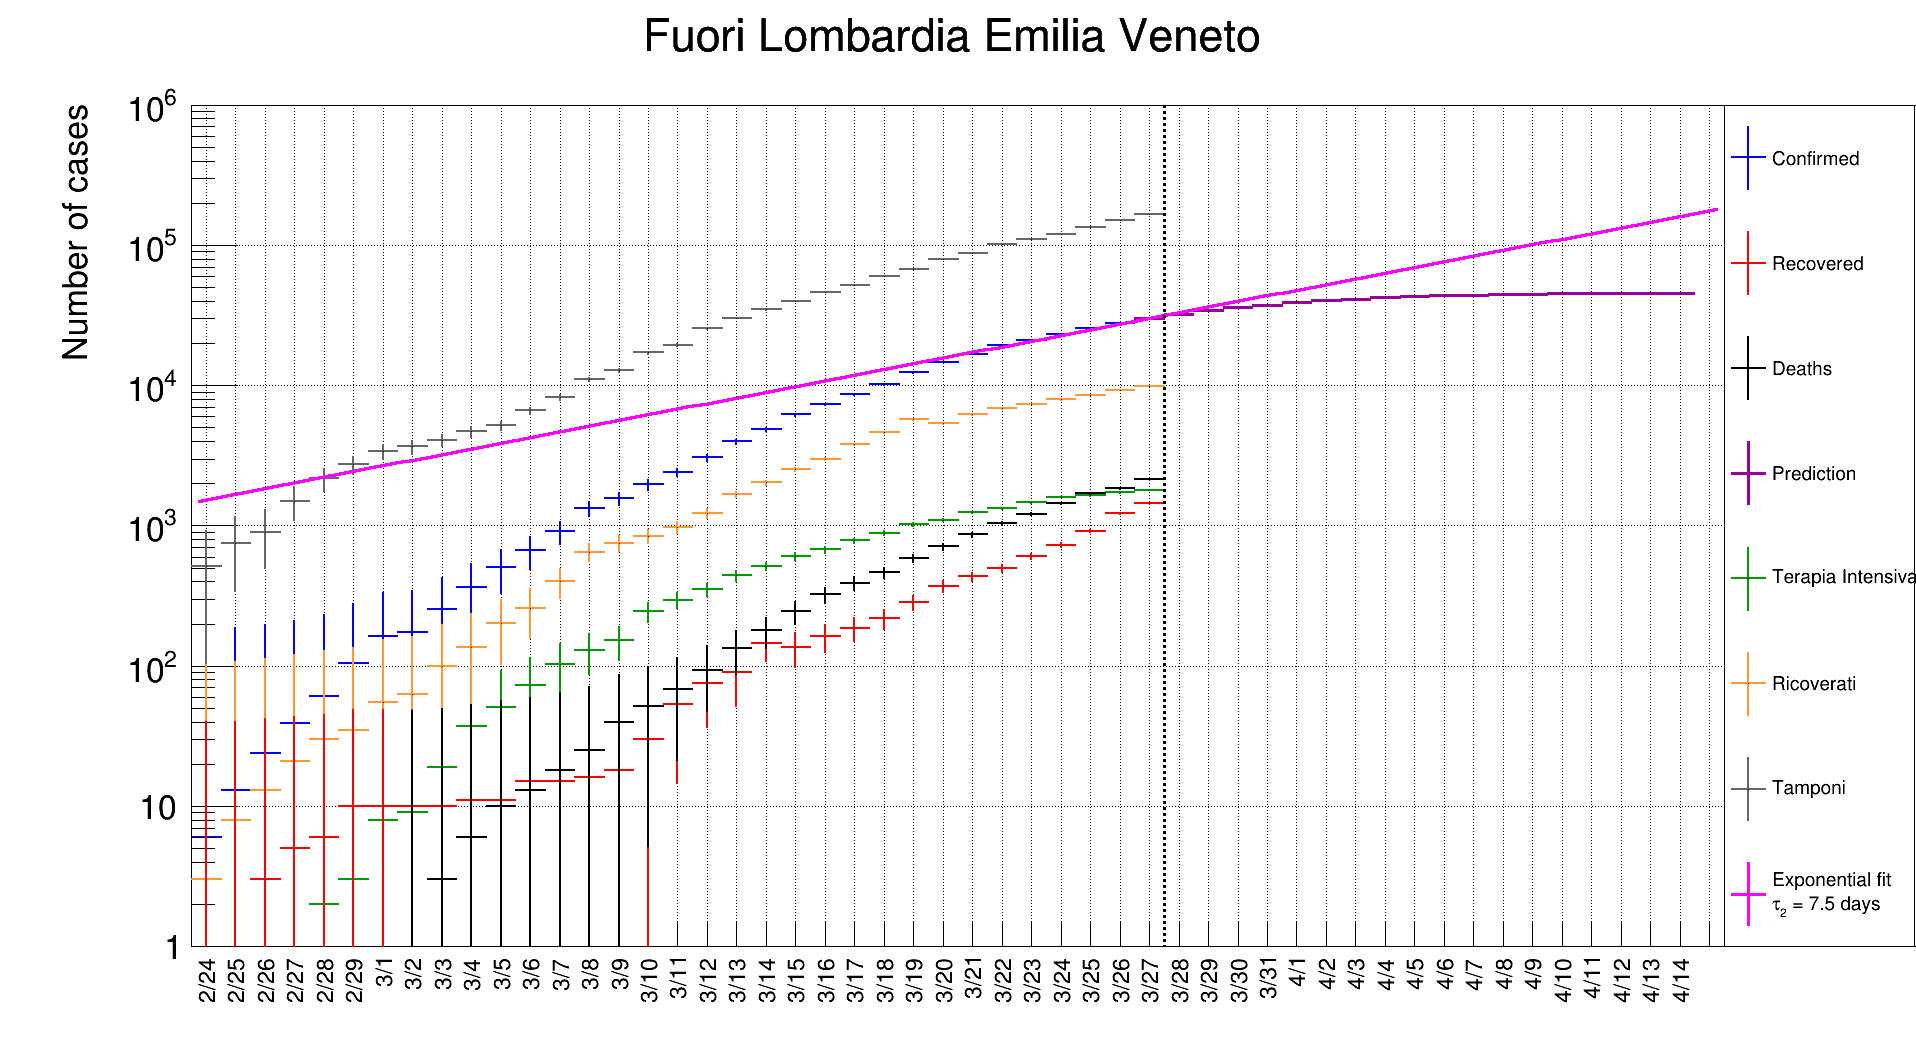 Fuori Lombardia Emilia Veneto
Number of cases
10^6
10^5
10^4
10^3
10^2
10
1
2/24 2/25 2/26 2/27 2/28 2/29 3/1 3/2 3/3 3/4 3/5 3/6 3/7 3/8 3/9 3/10 3/11 3/12 3/13 3/14 3/15 3/16 3/17 3/18 3/19 3/20 3/21 3/22 3/23 3/24 3/25 3/26 3/27 3/28 3/29 3/30 3/31 4/1 4/2 4/3 4/4 4/5 4/6 4/7 4/8 4/9 4/10 4/11 4/12 4/13 4/14
Confirmed
Recovered
Deaths
Prediction
Terapia Intensiva
Ricoverati
Tamponi
Exponential fit
τ_2 = 7.5 days